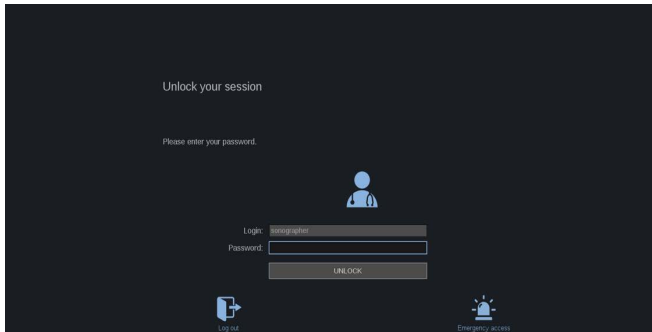 Unlock your session
Please enter your password.
Login: sonographer
Password:
UNLOCK
Log out Emergency access